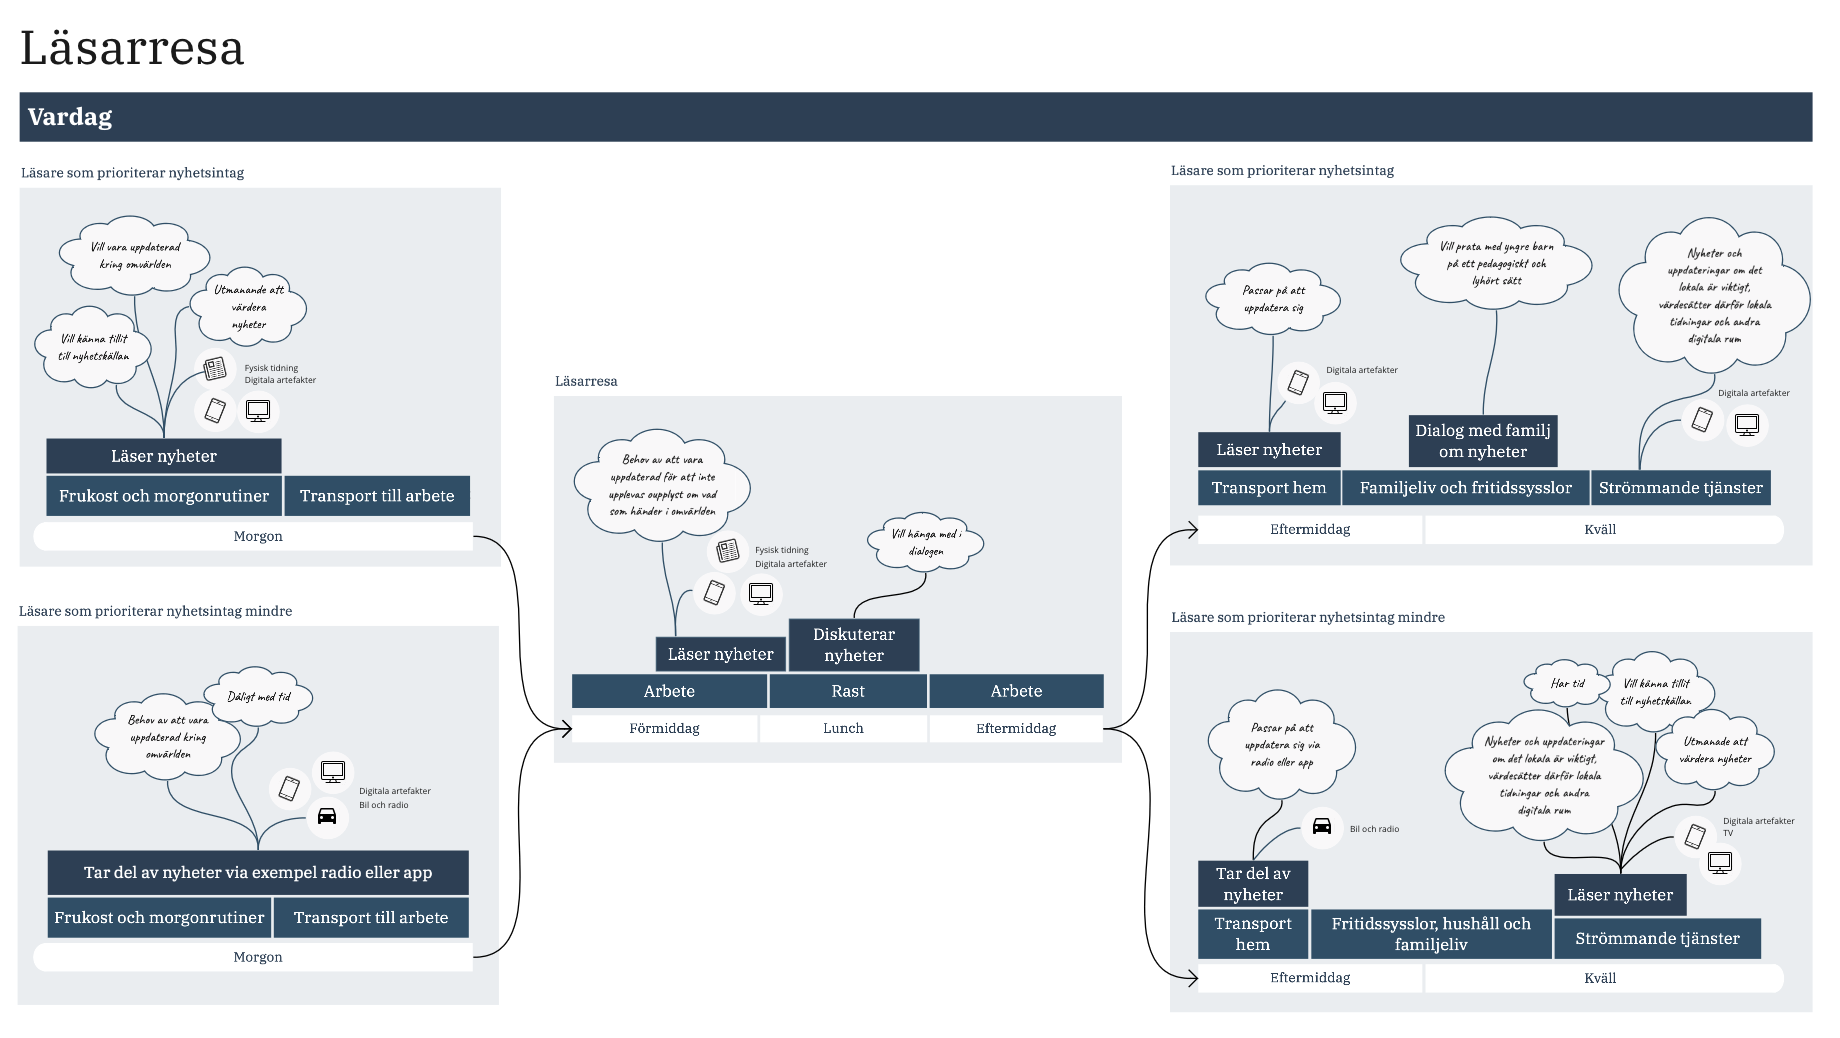 Läsarresa
Vardag
Läsare som prioriterar nyhetsintag
Vill vara uppdaterad
kring omvärlden
Utmanande att
värdera
nyheter
Vill känna tillit
till nyhetskällan
Fysisk tidning
Digitala artefakter
Läser nyheter
Frukost och morgonrutiner
Transport till arbete
Morgon
Läsare som prioriterar nyhetsintag mindre
Dåligt med tid
Behov av att vara
uppdaterad kring
omvärlden
Digitala artefakter
Bil och radio
Tar del av nyheter via exempel radio eller app
Frukost och morgonrutiner
Transport till arbete
Morgon
Läsarresa
Behov av att vara
uppdaterad för att inte
upplevas oupplyst om vad
som händer i omvärlden
Vill hänga med i
dialogen
Fysisk tidning
Digitala artefakter
Läser nyheter
Diskuterar
nyheter
Arbete
Rast
Arbete
Förmiddag
Lunch
Eftermiddag
Läsare som prioriterar nyhetsintag
Passar på att
uppdatera sig
Vill prata med yngre barn
på ett pedagogiskt och
lyhört sätt
Nyheter och
uppdateringar om det
lokala är viktigt,
värdesätter därför lokala
tidningar och andra
digitala rum
Digitala artefakter
Digitala artefakter
Läser nyheter
Dialog med familj
om nyheter
Transport hem
Familjeliv och fritidssysslor
Strömmande tjänster
Eftermiddag
Kväll
Läsare som prioriterar nyhetsintag mindre
Passar på att
uppdatera sig via
radio eller app
Har tid
Vill känna tillit
till nyhetskällan
Nyheter och uppdateringar
om det lokala är viktigt,
värdesätter därför lokala
tidningar och andra
digitala rum
Utmanade att
värdera nyheter
Bil och radio
Digitala artefakter
TV
Tar del av
nyheter
Läser nyheter
Transport
hem
Fritidssysslor, hushåll och
familjeliv
Strömmande tjänster
Eftermiddag
Kväll